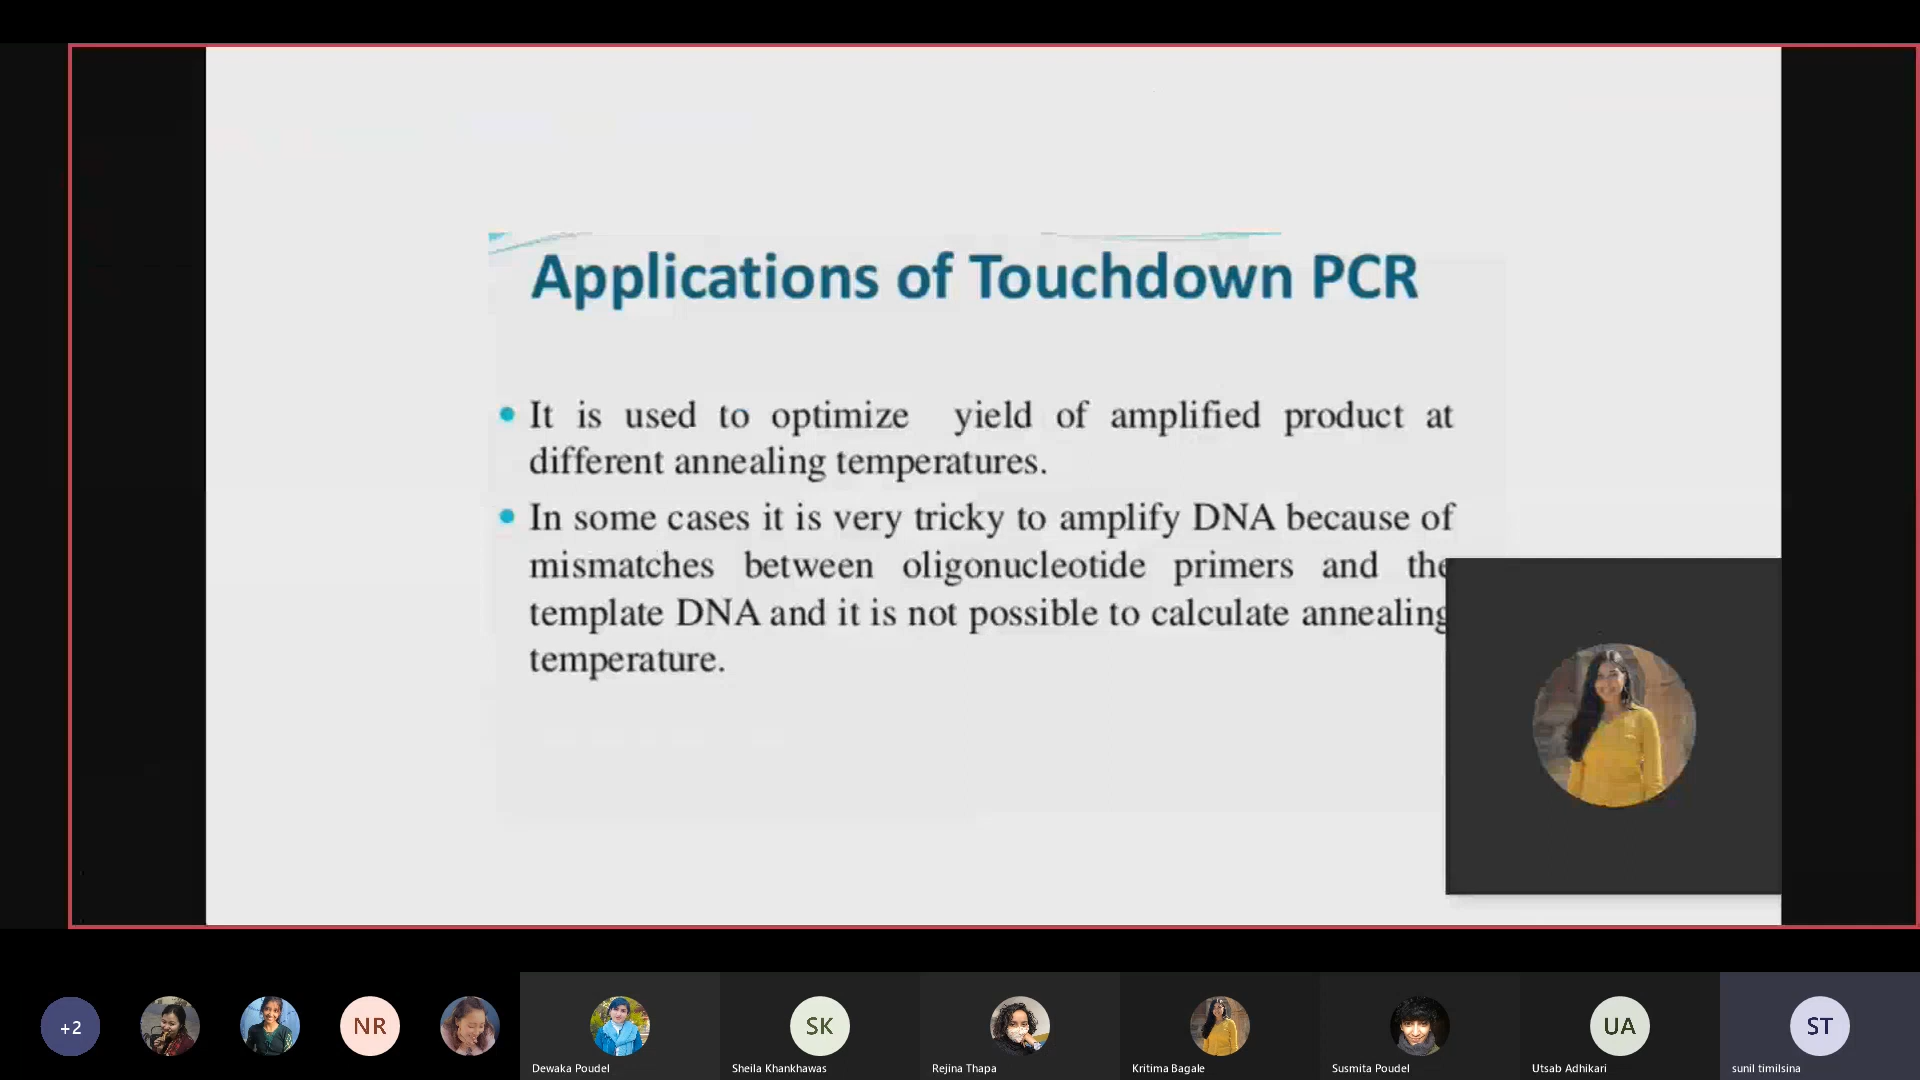 Applications of Touchdown PCR
It is used to optimize yield of amplified product at
different annealing temperatures.
In some cases it is very tricky to amplify DNA because of
mismatches between oligonucleotide primers and the
template DNA and it is not possible to calculate annealing
temperature.
+2
NR
SK
UA
ST
Dewaka Poudel
Sheila Khankhawas
Rejina Thapa
Kritima Bagale
Susmita Poudel
Utsab Adhikari
sunil timilsina